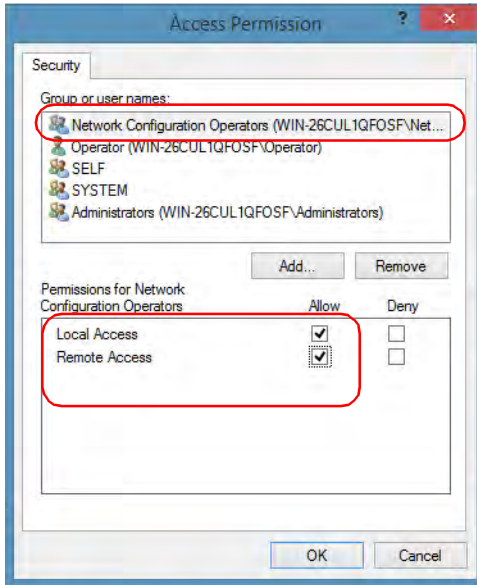 Access Permission
?
Security
Group or user names:
Network Configuration Operators (WIN-26CUL1QFOSF\Net...
Operator (WIN-26CUL1QFOSF\Operator)
SELF
SYSTEM
Administrators (WIN-26CUL1QFOSF\Administrators)
Add...
Remove
Permissions for Network
Configuration Operators
Allow
Deny
Local Access
Remote Access
OK
Cancel